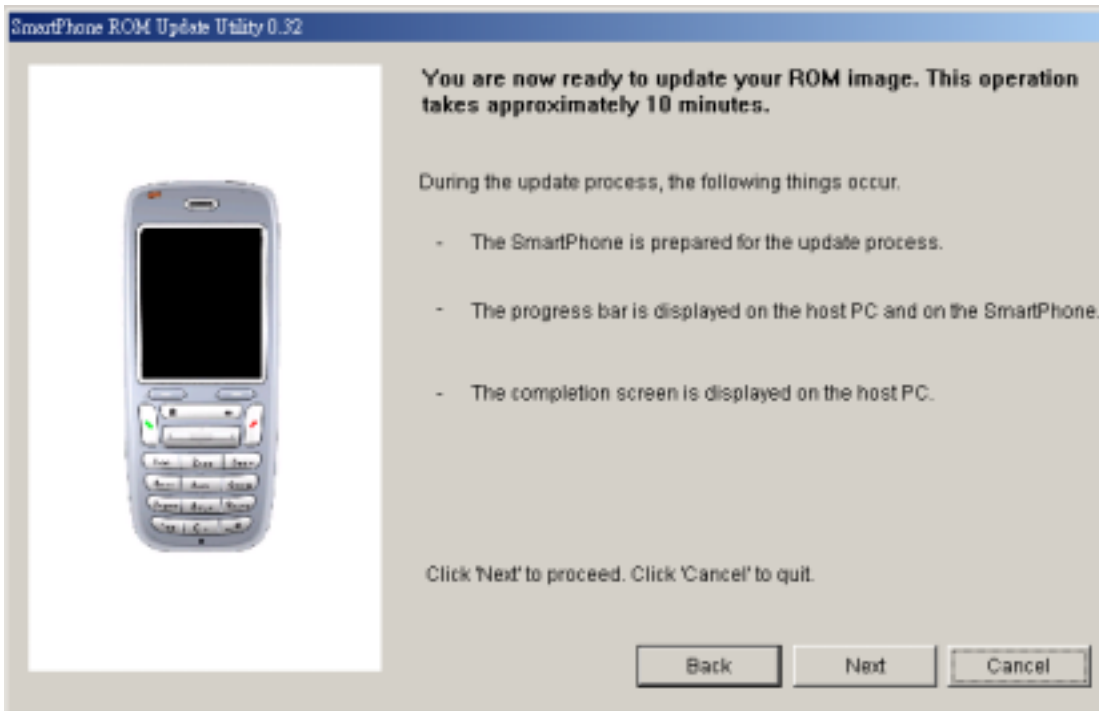 SmartPhone ROM Update Utility 0.32
You are now ready to update your ROM image. This operation
takes approximately 10 minutes.
During the update process, the following things occur.
- The SmartPhone is prepared for the update process.
- The progress bar is displayed on the host PC and on the SmartPhone.
- The completion screen is displayed on the host PC.
Click 'Next' to proceed. Click 'Cancel' to quit.
Back
Next
Cancel